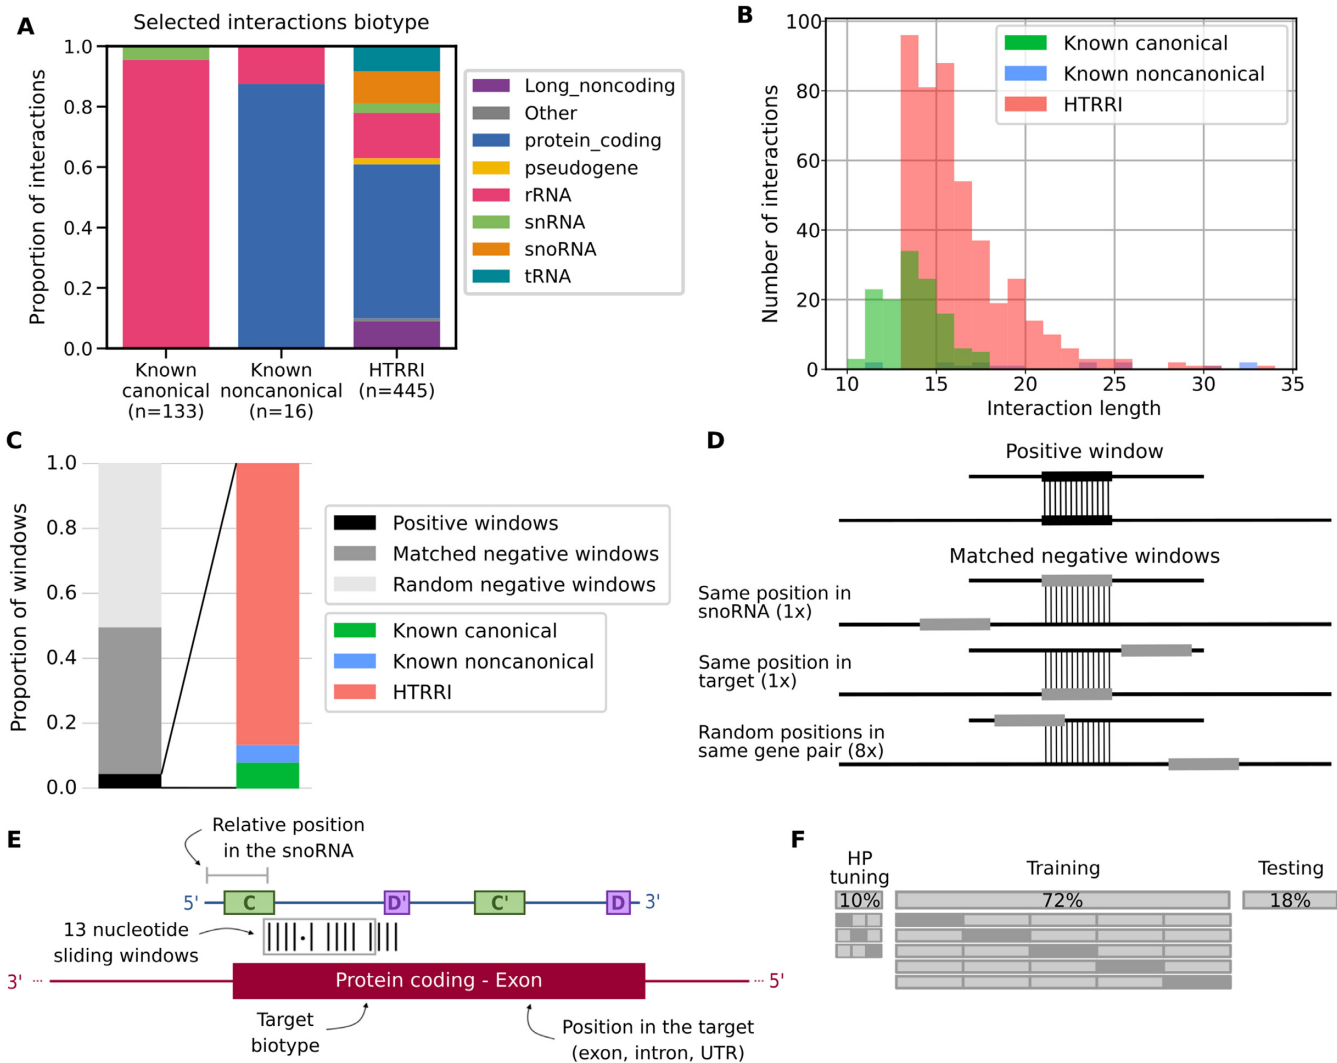 A
Selected interactions biotype
Proportion of interactions
1.0
0.8
0.6
0.4
0.2
0.0
Known
canonical
(n=133)
Known
noncanonical
(n=16)
HTRRI
(n=445)
Long_noncoding
Other
protein_coding
pseudogene
rRNA
snRNA
snoRNA
tRNA
B
Number of interactions
100
80
60
40
20
0
10
15
20
25
30
35
Interaction length
Known canonical
Known noncanonical
HTRRI
C
Proportion of windows
1.0
0.8
0.6
0.4
0.2
0.0
Positive windows
Matched negative windows
Random negative windows
Known canonical
Known noncanonical
HTRRI
D
Positive window
Matched negative windows
Same position in
snoRNA (1x)
Same position in
target (1x)
Random positions in
same gene pair (8x)
E
Relative position
in the snoRNA
5' C D' C' D 3'
13 nucleotide
sliding windows
3' ··· Protein coding - Exon ··· 5'
Target
biotype
Position in the target
(exon, intron, UTR)
F
HP
tuning
Training
Testing
10%
72%
18%